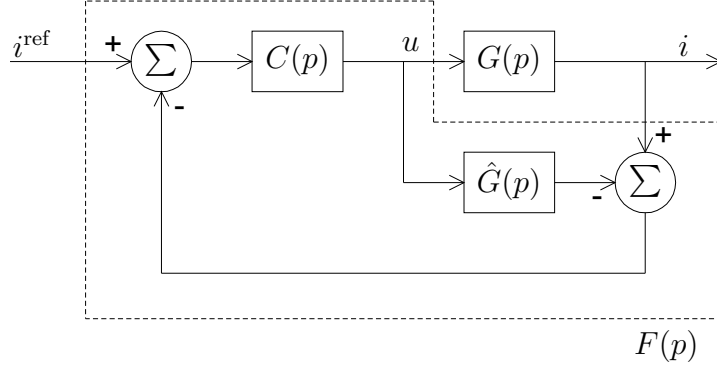 i^ref + ∑ C(p) u G(p) i
-
+
Ĝ(p) - ∑
F(p)